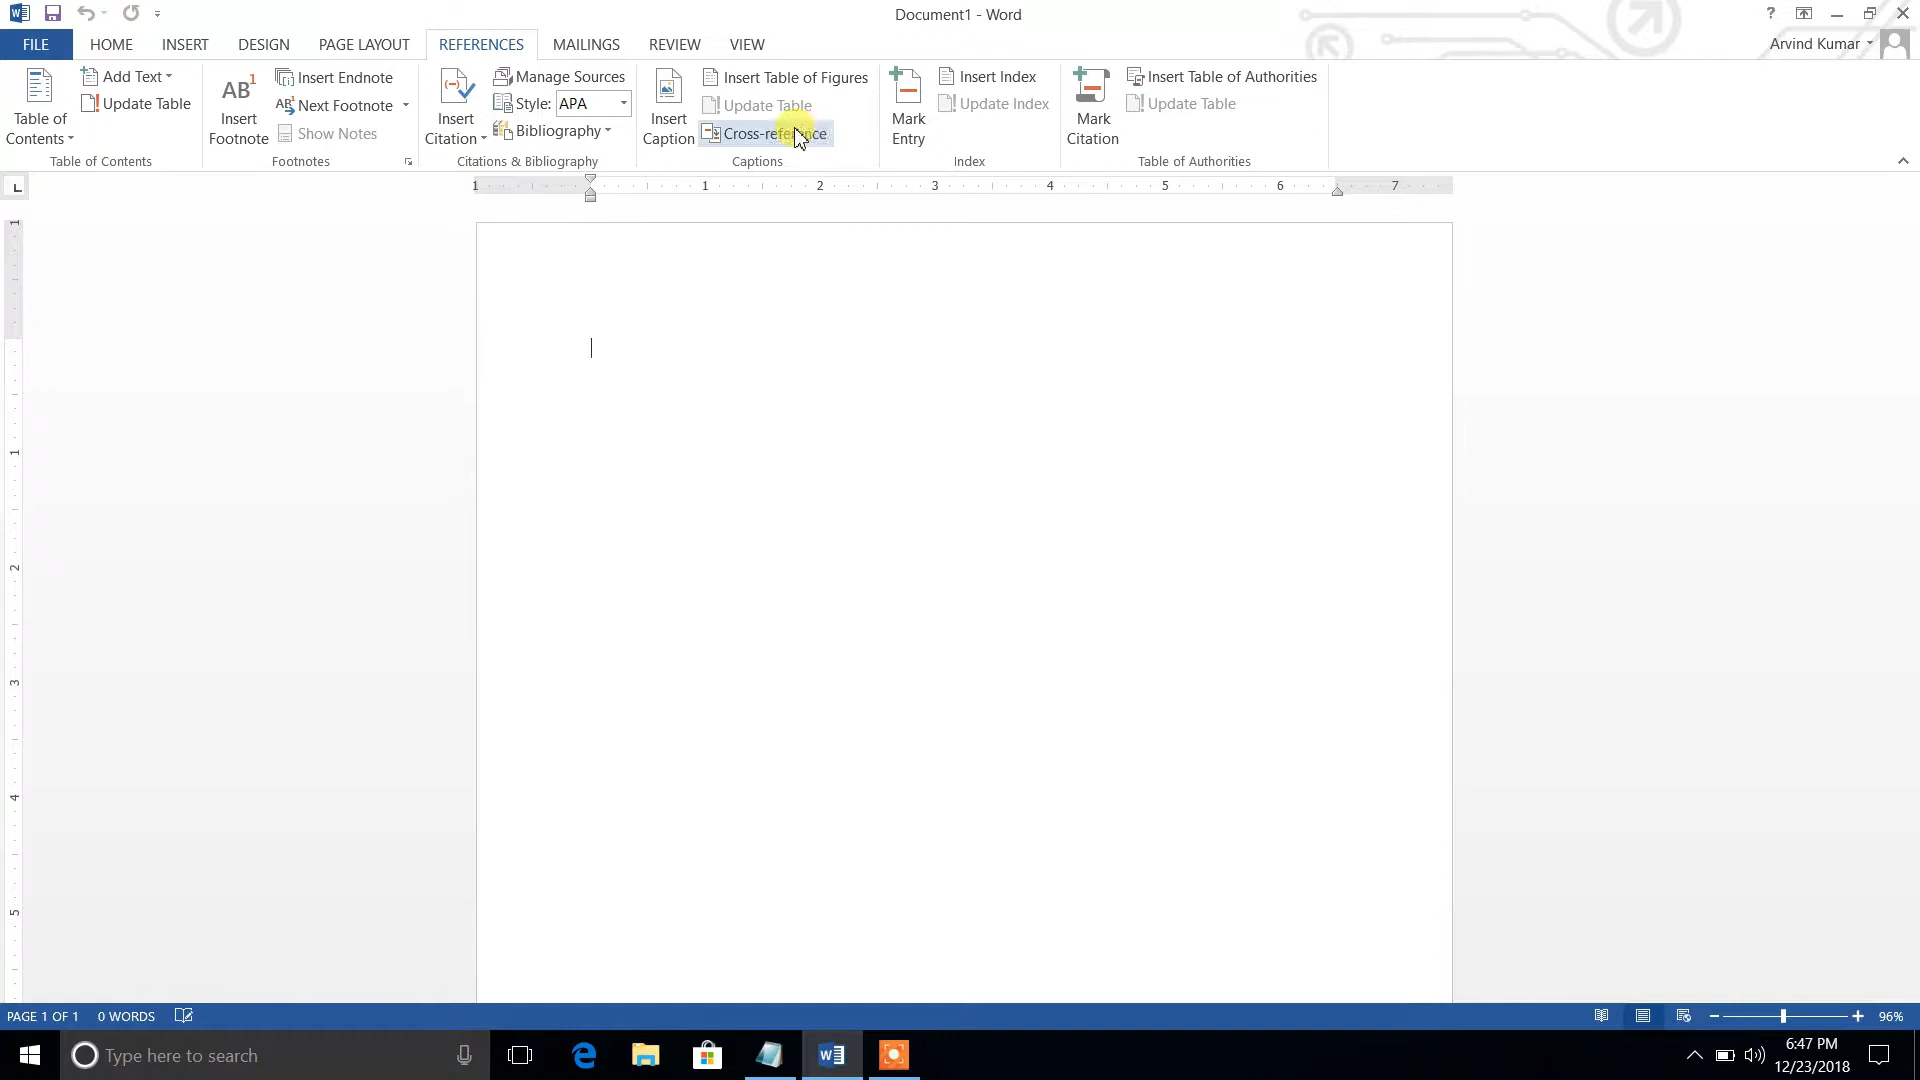 Document1 - Word
?
FILE HOME INSERT DESIGN PAGE LAYOUT REFERENCES MAILINGS REVIEW VIEW Arvind Kumar
Table of Contents
Add Text
Update Table
Table of Contents
AB1
Insert Footnote
Insert Endnote
AB1 Next Footnote
Show Notes
Footnotes
Insert Citation
Manage Sources
Style: APA
Bibliography
Citations & Bibliography
Insert Caption
Insert Table of Figures
Update Table
Cross-reference
Captions
Mark Entry
Insert Index
Update Index
Index
Mark Citation
Insert Table of Authorities
Update Table
Table of Authorities
1 1 2 3 4 5 6 7
1
1
2
3
4
5
PAGE 1 OF 1 0 WORDS 96%
Type here to search
6:47 PM
12/23/2018